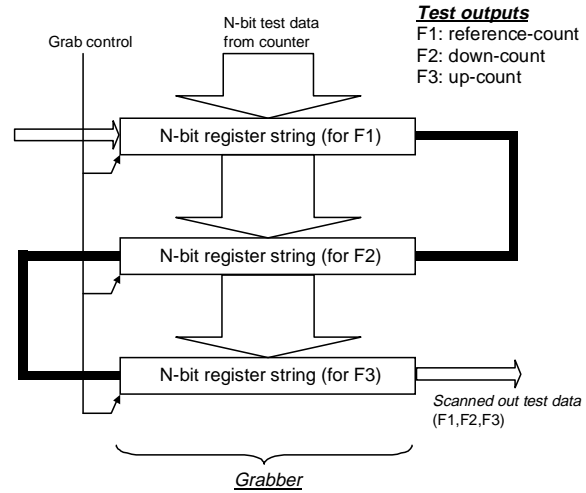 Grab control
N-bit test data
from counter
Test outputs
F1: reference-count
F2: down-count
F3: up-count
N-bit register string (for F1)
N-bit register string (for F2)
N-bit register string (for F3)
Scanned out test data
(F1,F2,F3)
Grabber